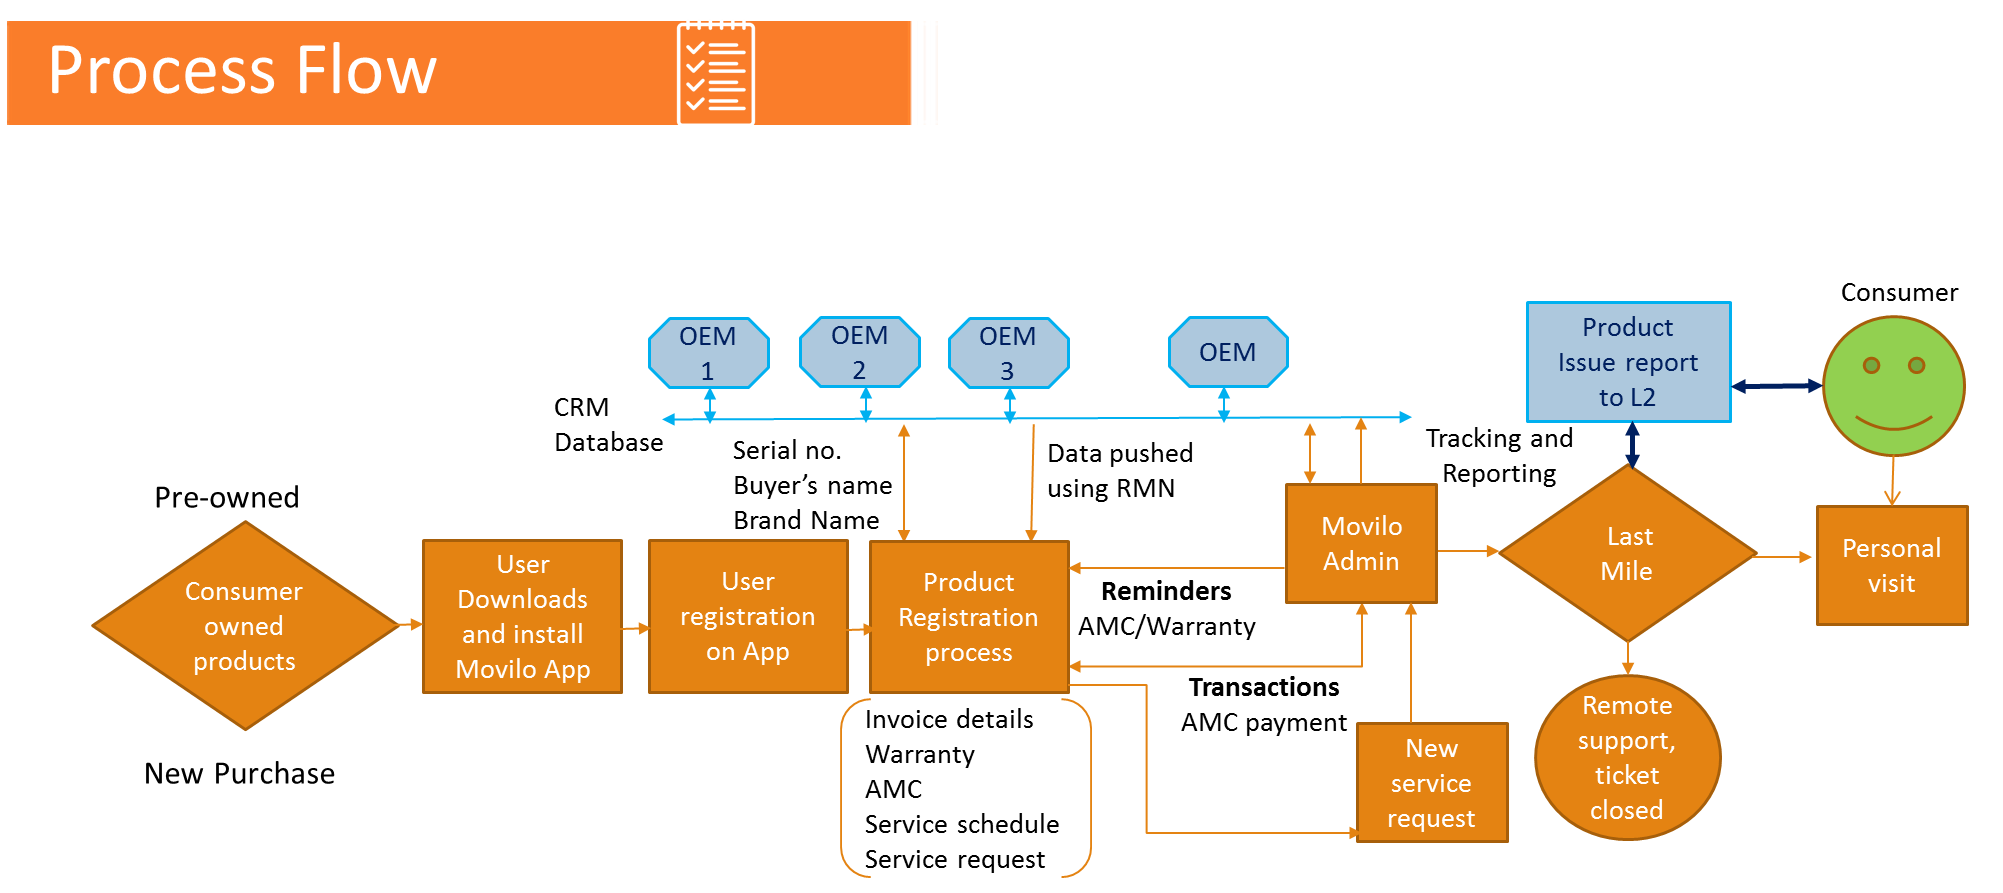 Process Flow
Consumer
OEM
1
OEM
2
OEM
3
OEM
Product
Issue report
to L2
CRM
Database
Serial no.
Buyer’s name
Brand Name
Data pushed
using RMN
Tracking and
Reporting
Pre-owned
Consumer
owned
products
New Purchase
User
Downloads
and install
Movilo App
User
registration
on App
Product
Registration
process
Invoice details
Warranty
AMC
Service schedule
Service request
Reminders
AMC/Warranty
Transactions
AMC payment
Movilo
Admin
New
service
request
Last
Mile
Remote
support,
ticket
closed
Personal
visit